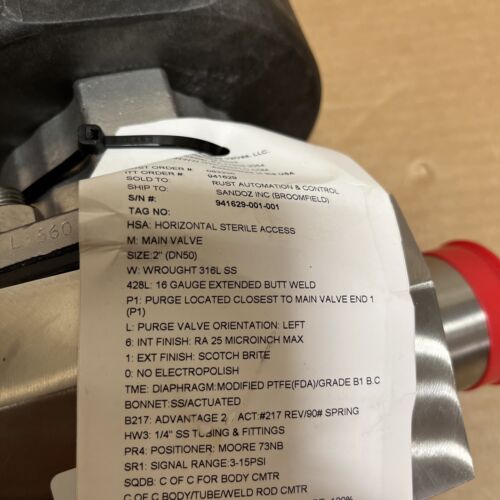 ORDER #:
ITT ORDER #: 941629
SOLD TO: RUST AUTOMATION & CONTROL
SHIP TO: SANDOZ INC (BROOMFIELD)
S/N #: 941629-001-001
TAG NO:
HSA: HORIZONTAL STERILE ACCESS
M: MAIN VALVE
SIZE:2" (DN50)
W: WROUGHT 316L SS
428L: 16 GAUGE EXTENDED BUTT WELD
P1: PURGE LOCATED CLOSEST TO MAIN VALVE END 1
(P1)
L: PURGE VALVE ORIENTATION: LEFT
6: INT FINISH: RA 25 MICROINCH MAX
1: EXT FINISH: SCOTCH BRITE
0: NO ELECTROPOLISH
TME: DIAPHRAGM:MODIFIED PTFE(FDA)/GRADE B1 B.C
BONNET:SS/ACTUATED
B217: ADVANTAGE 2 / ACT:#217 REV/90# SPRING
HW3: 1/4" SS TUBING & FITTINGS
PR4: POSITIONER: MOORE 73NB
SR1: SIGNAL RANGE:3-15PSI
SQDB: C OF C FOR BODY CMTR
C OF C BODY/TUBE/WELD ROD CMTR